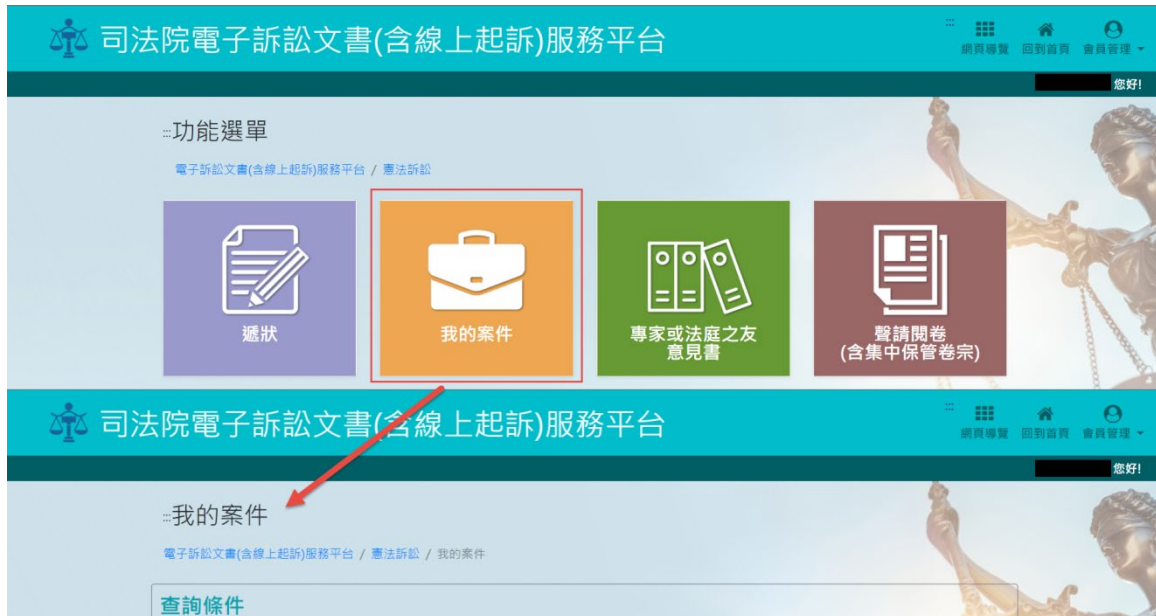 司法院電子訴訟文書(含線上起訴)服務平台
網頁導覽 回到首頁 會員管理
您好!
:::功能選單
電子訴訟文書(含線上起訴)服務平台 / 憲法訴訟
遞狀
我的案件
專家或法庭之友
意見書
聲請閱卷
(含集中保管卷宗)
司法院電子訴訟文書(含線上起訴)服務平台
網頁導覽 回到首頁 會員管理
您好!
:::我的案件
電子訴訟文書(含線上起訴)服務平台 / 憲法訴訟 / 我的案件
查詢條件